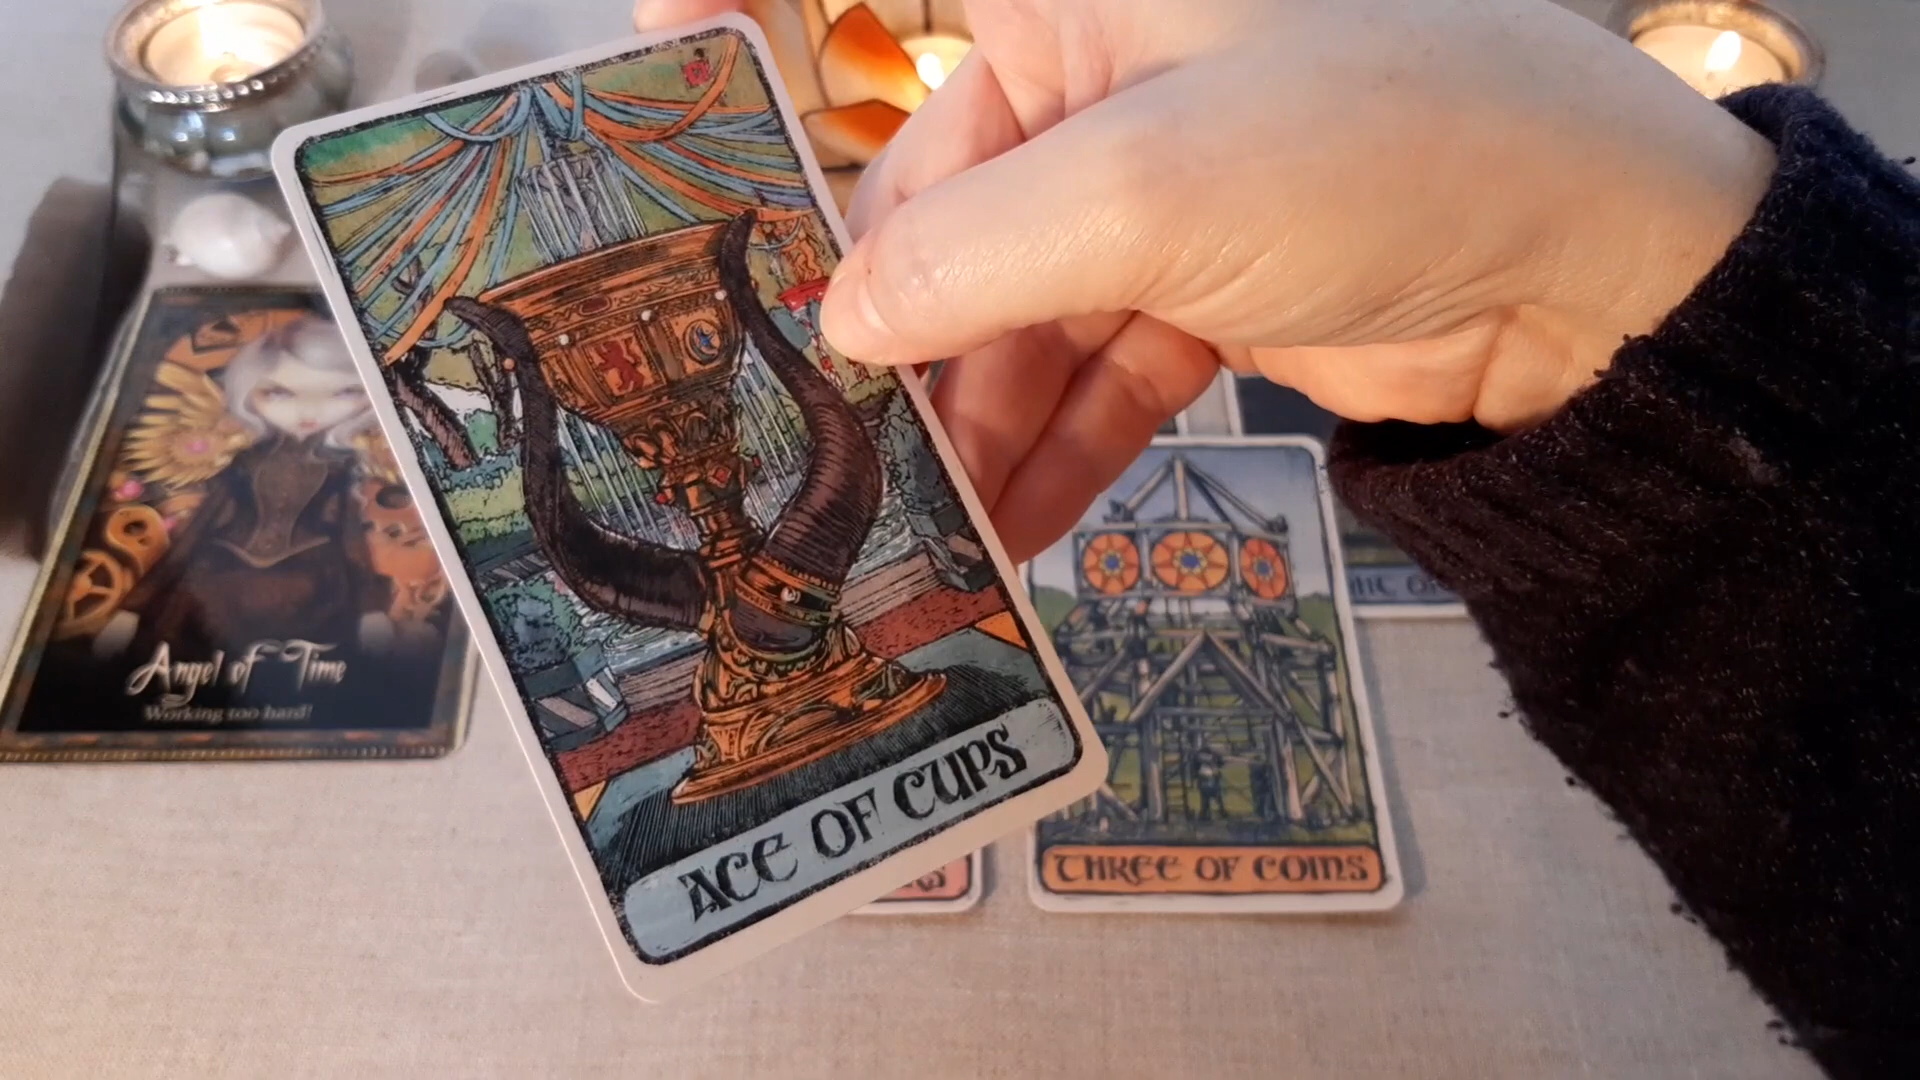 Angel of Time
Working too hard!
ACE OF CUPS
THREE OF COINS